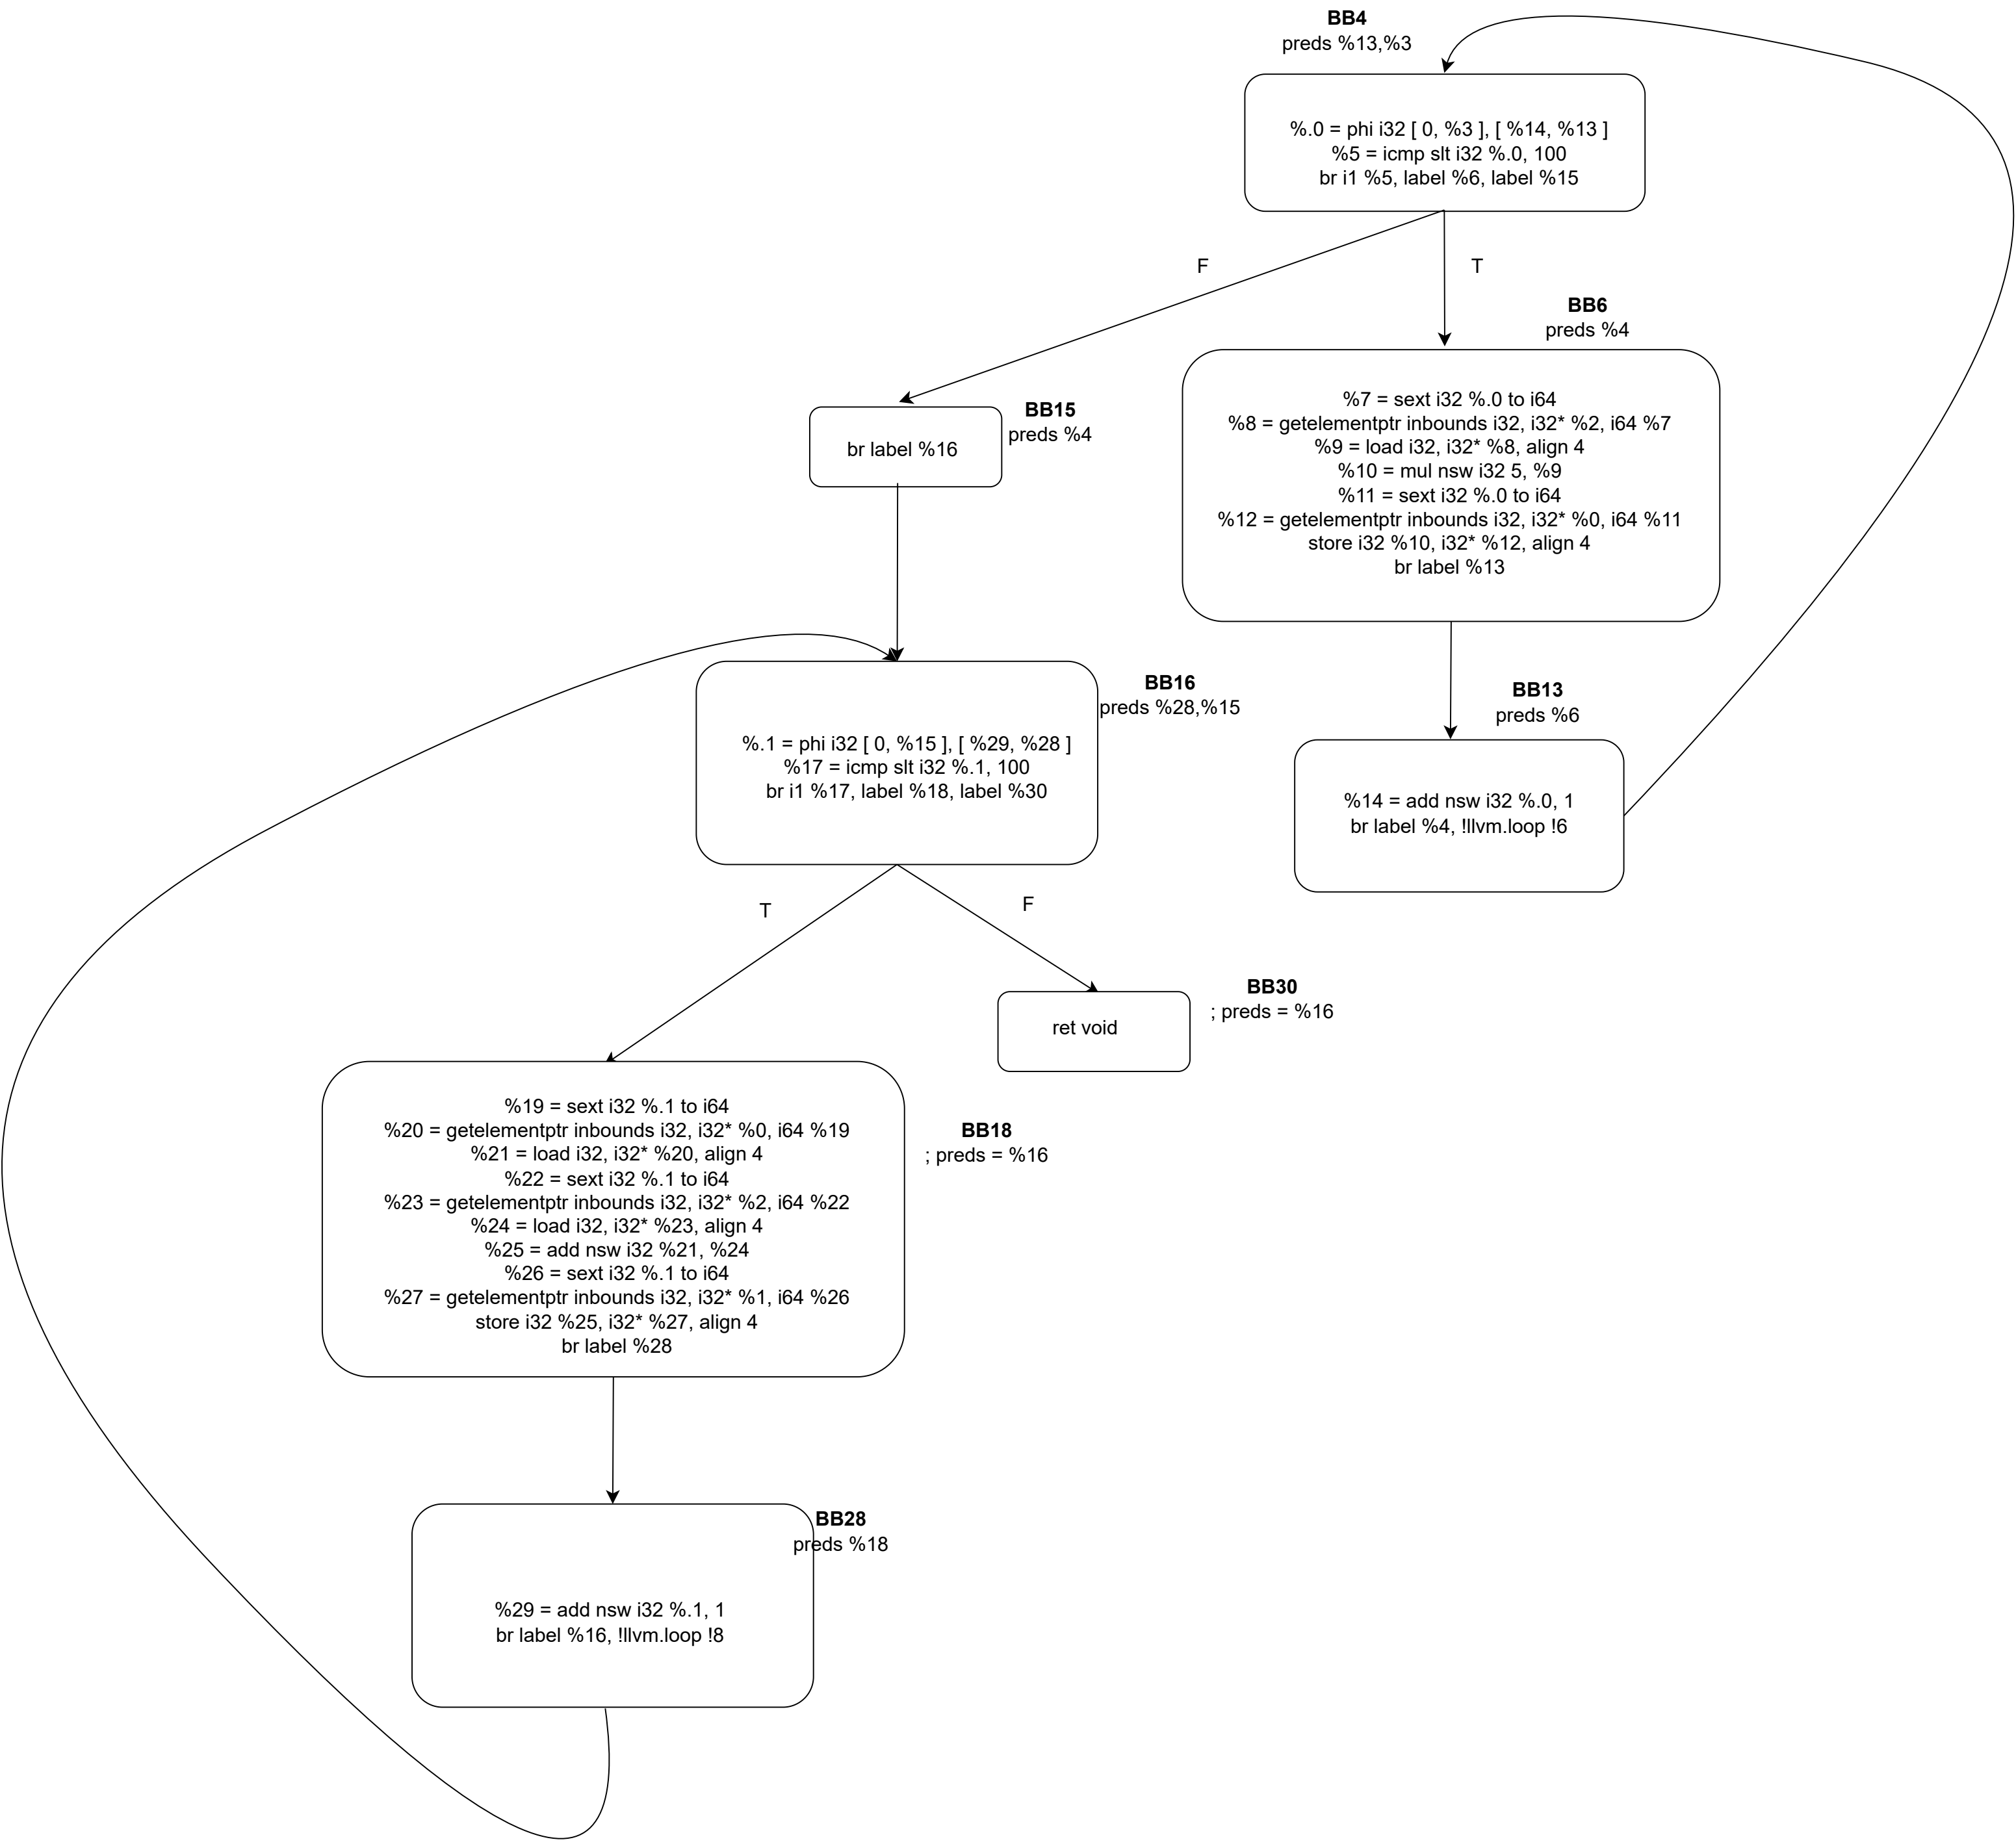 BB4
preds %13,%3
%.0 = phi i32 [ 0, %3 ], [ %14, %13 ]
%5 = icmp slt i32 %.0, 100
br i1 %5, label %6, label %15
F
T
BB6
preds %4
%7 = sext i32 %.0 to i64
%8 = getelementptr inbounds i32, i32* %2, i64 %7
%9 = load i32, i32* %8, align 4
%10 = mul nsw i32 5, %9
%11 = sext i32 %.0 to i64
%12 = getelementptr inbounds i32, i32* %0, i64 %11
store i32 %10, i32* %12, align 4
br label %13
BB15
preds %4
br label %16
BB16
preds %28,%15
%.1 = phi i32 [ 0, %15 ], [ %29, %28 ]
%17 = icmp slt i32 %.1, 100
br i1 %17, label %18, label %30
BB13
preds %6
%14 = add nsw i32 %.0, 1
br label %4, !llvm.loop !6
T
F
BB30
; preds = %16
ret void
BB18
; preds = %16
%19 = sext i32 %.1 to i64
%20 = getelementptr inbounds i32, i32* %0, i64 %19
%21 = load i32, i32* %20, align 4
%22 = sext i32 %.1 to i64
%23 = getelementptr inbounds i32, i32* %2, i64 %22
%24 = load i32, i32* %23, align 4
%25 = add nsw i32 %21, %24
%26 = sext i32 %.1 to i64
%27 = getelementptr inbounds i32, i32* %1, i64 %26
store i32 %25, i32* %27, align 4
br label %28
BB28
preds %18
%29 = add nsw i32 %.1, 1
br label %16, !llvm.loop !8